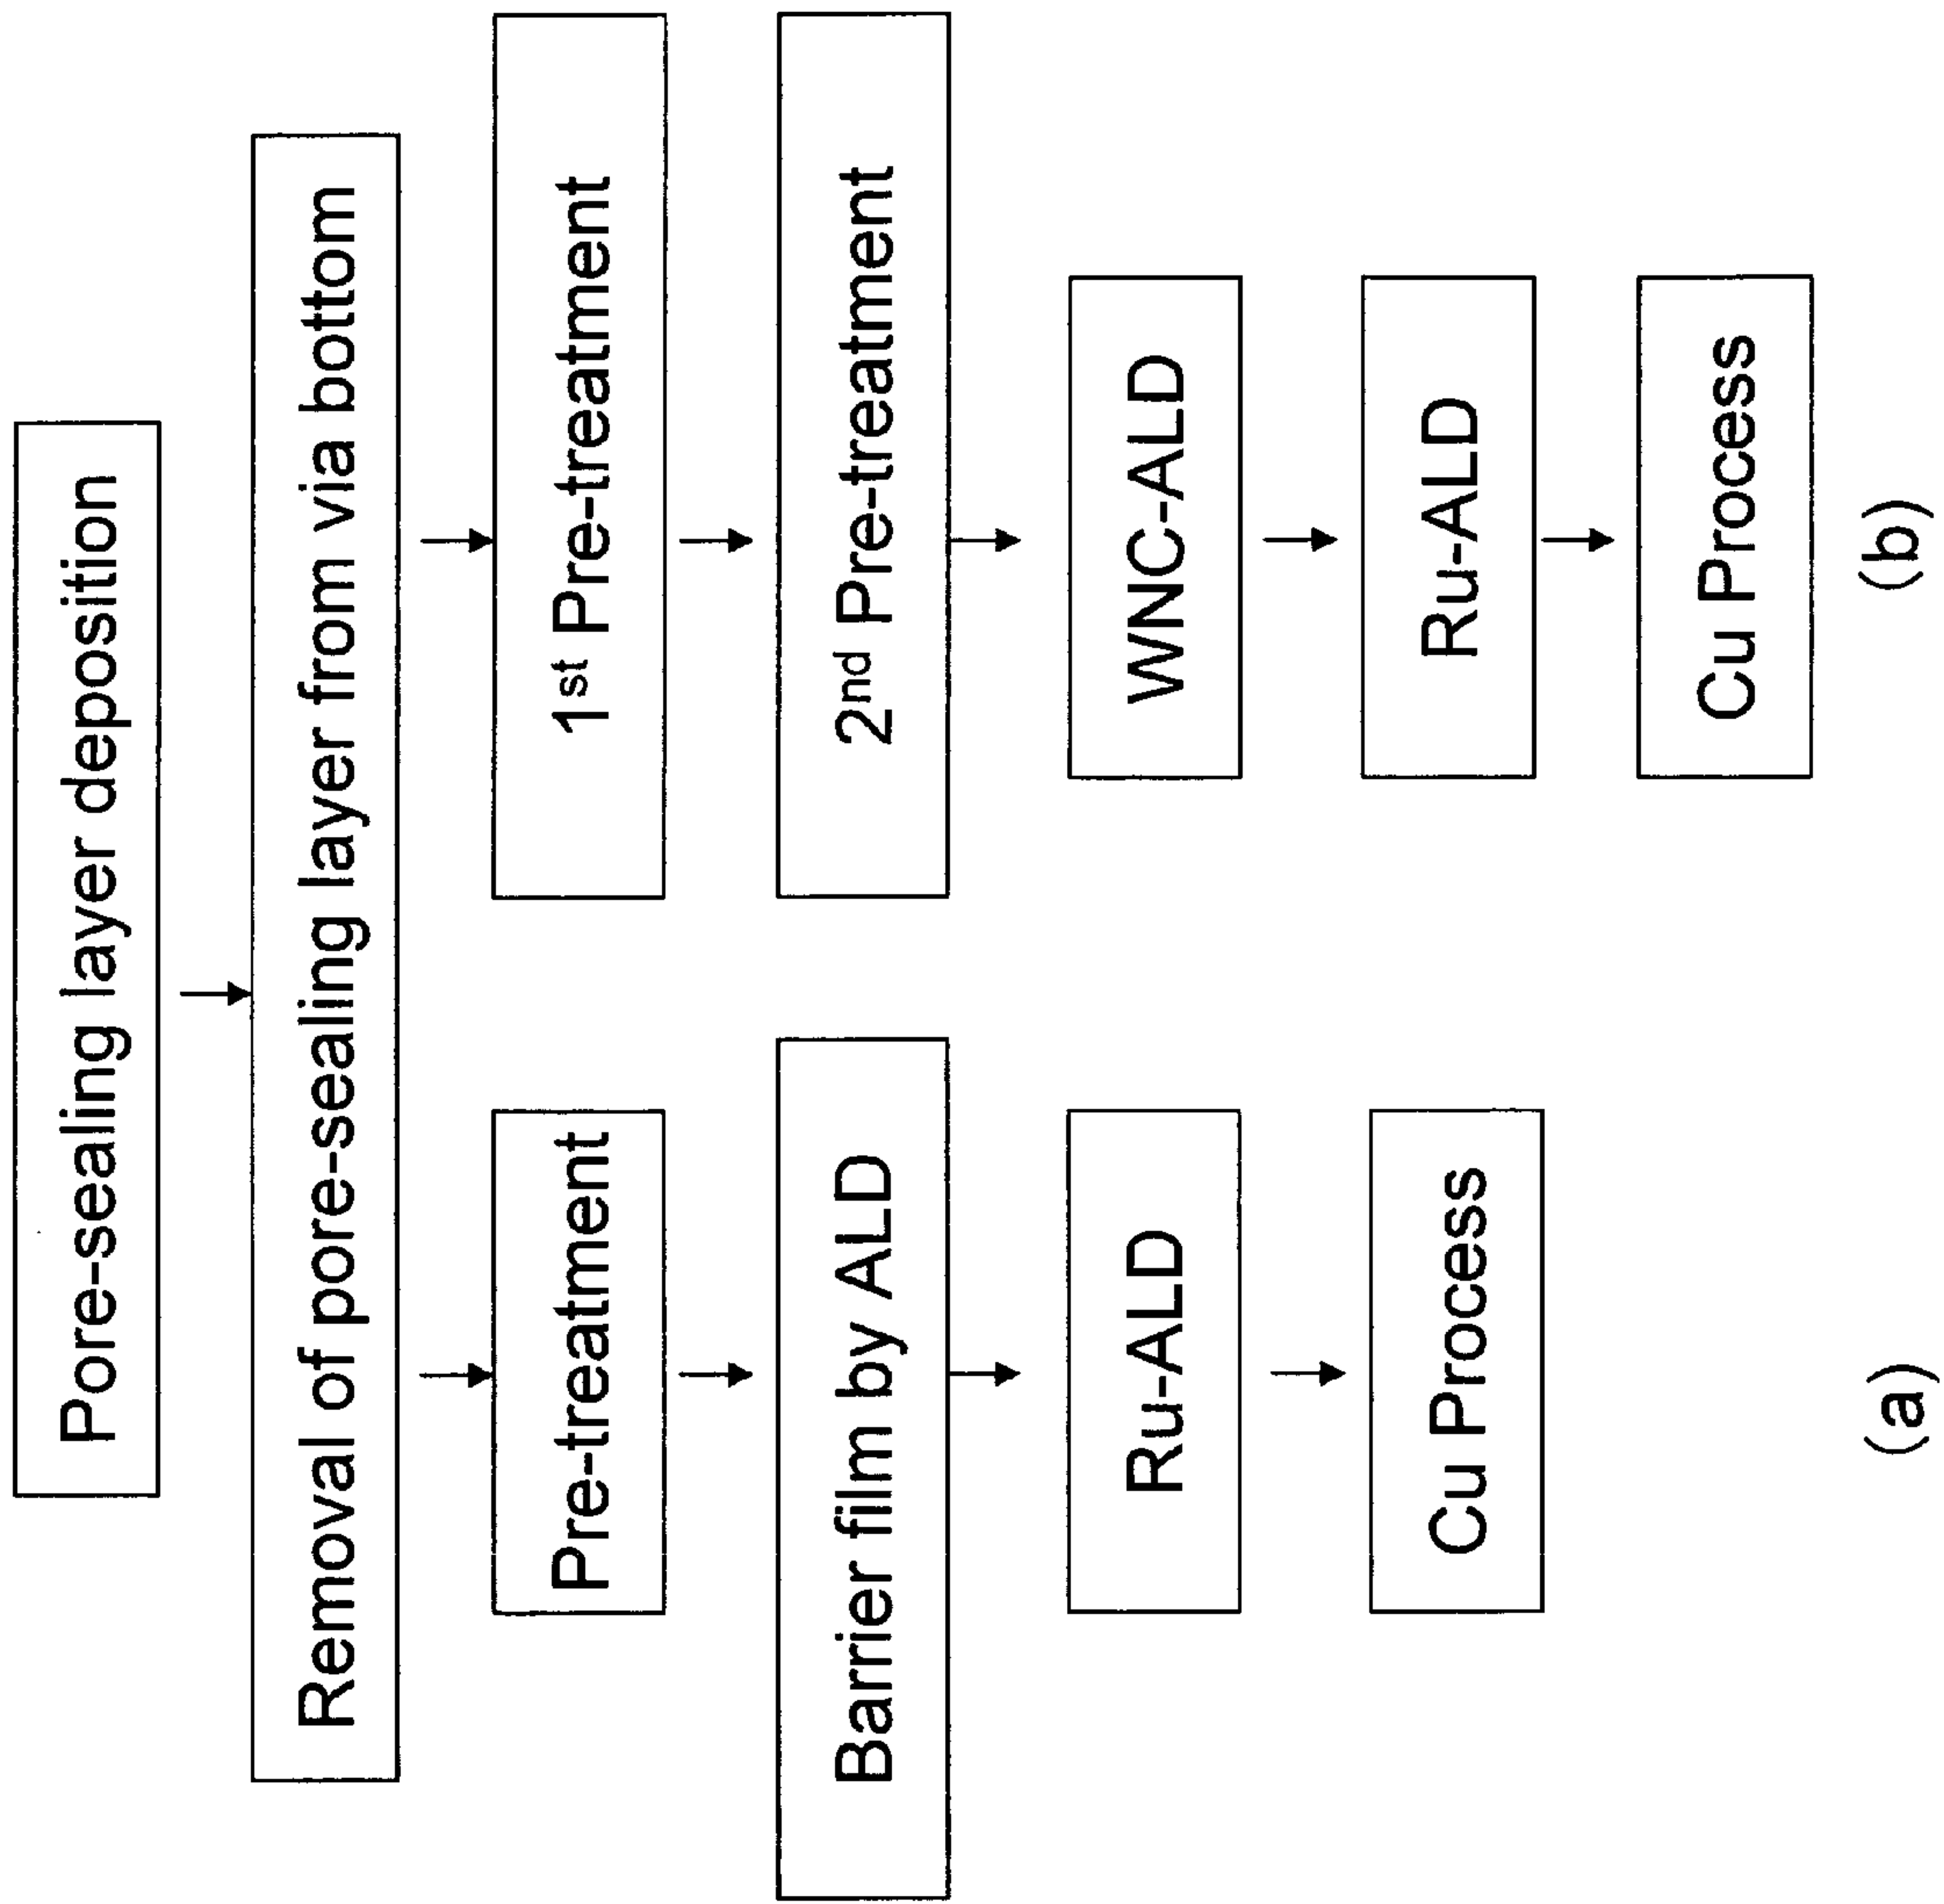 Pore-sealing layer deposition
Removal of pore-sealing layer from via bottom
Pre-treatment
Barrier film by ALD
Ru-ALD
Cu Process
(a)
1st Pre-treatment
2nd Pre-treatment
WNC-ALD
Ru-ALD
Cu Process
(b)